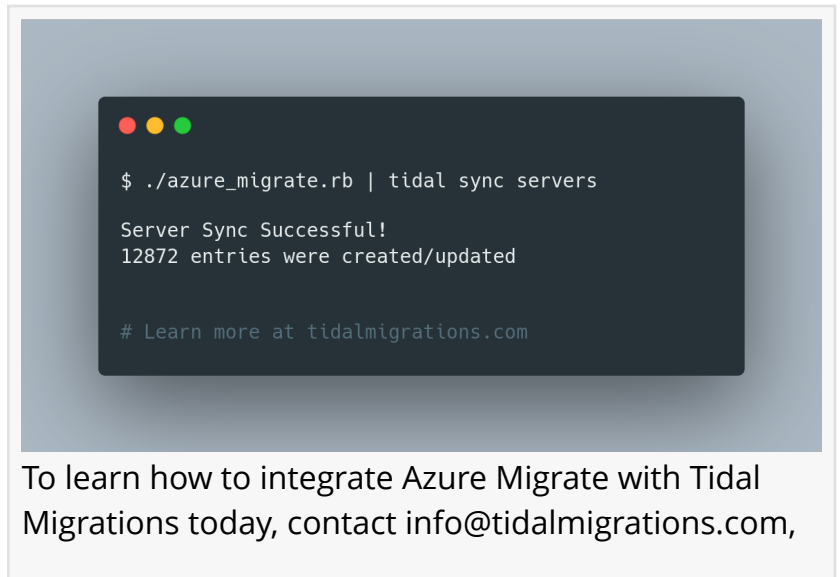 $ ./azure_migrate.rb | tidal sync servers
Server Sync Successful!
12872 entries were created/updated
# Learn more at tidalmigrations.com
To learn how to integrate Azure Migrate with Tidal
Migrations today, contact info@tidalmigrations.com,